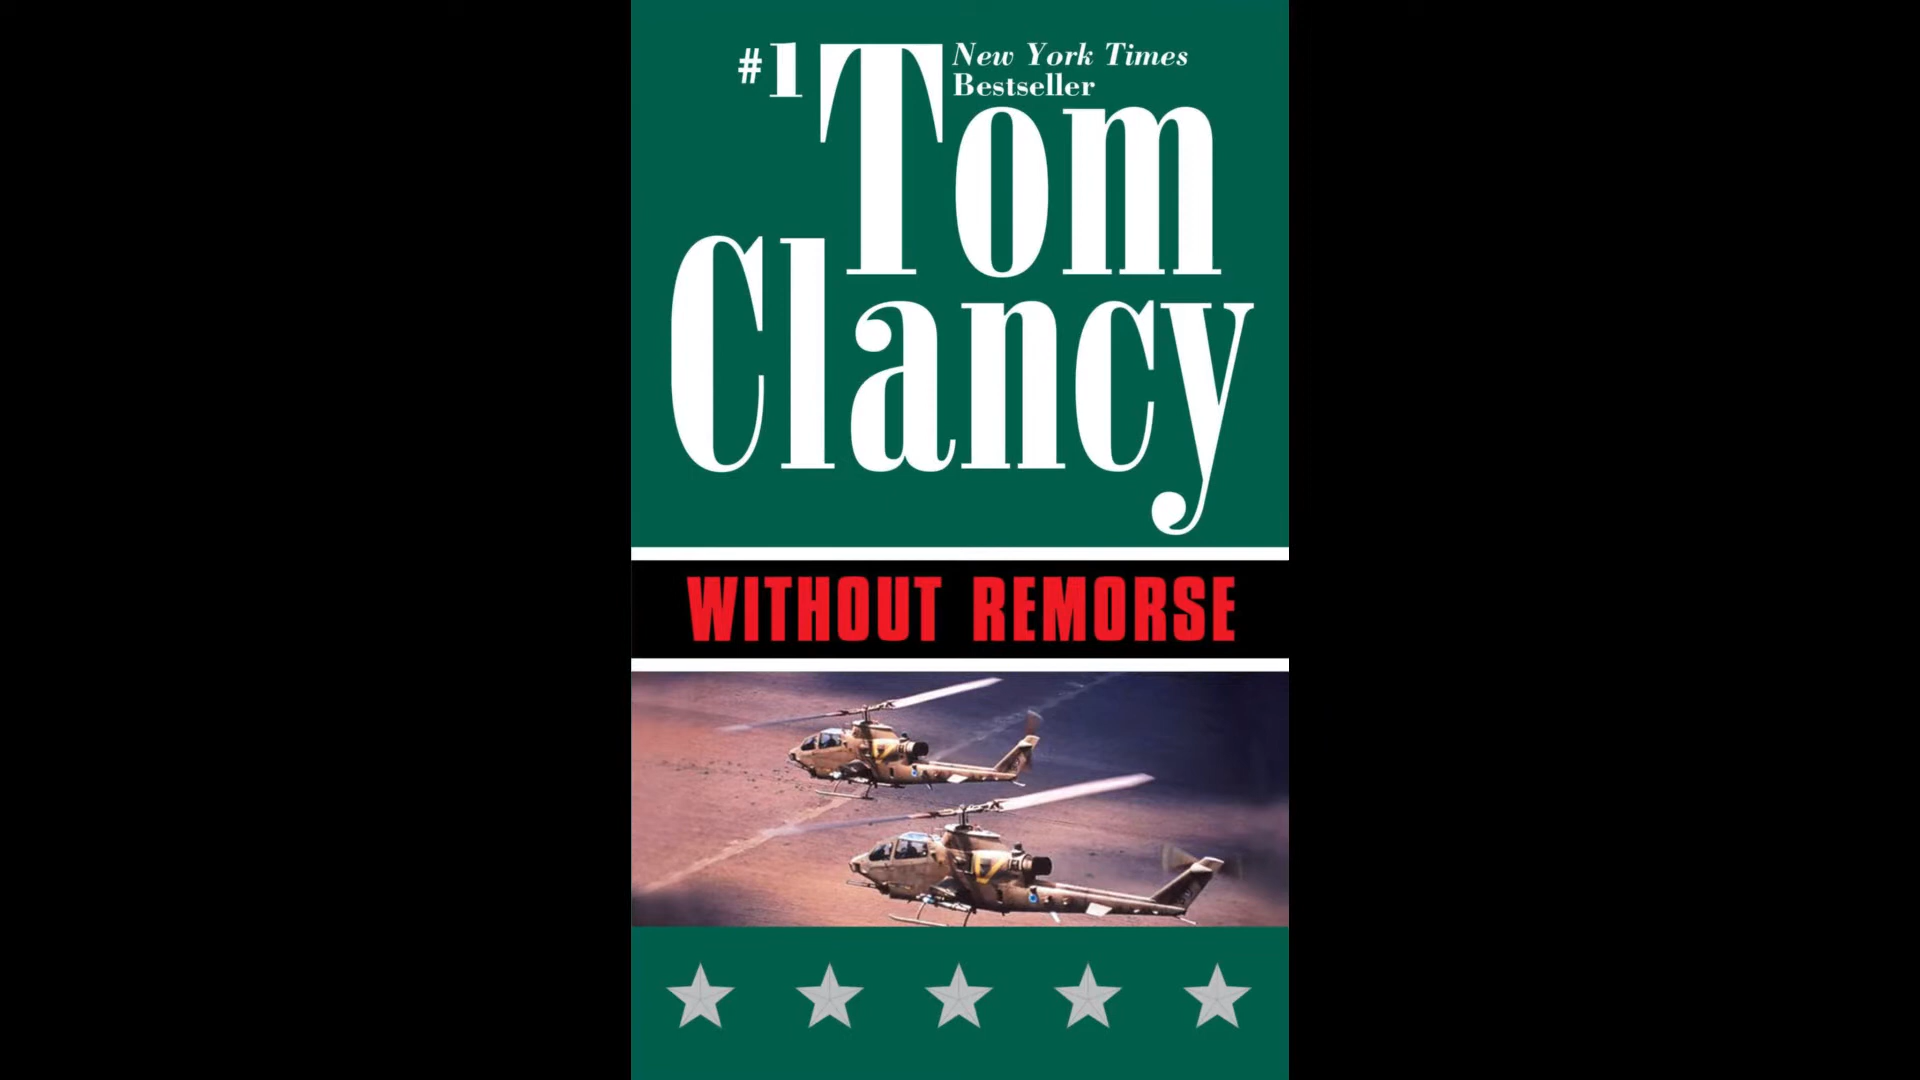 #1
New York Times
Bestseller
Tom
Clancy
WITHOUT REMORSE